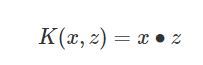 K(x, z) = x • z